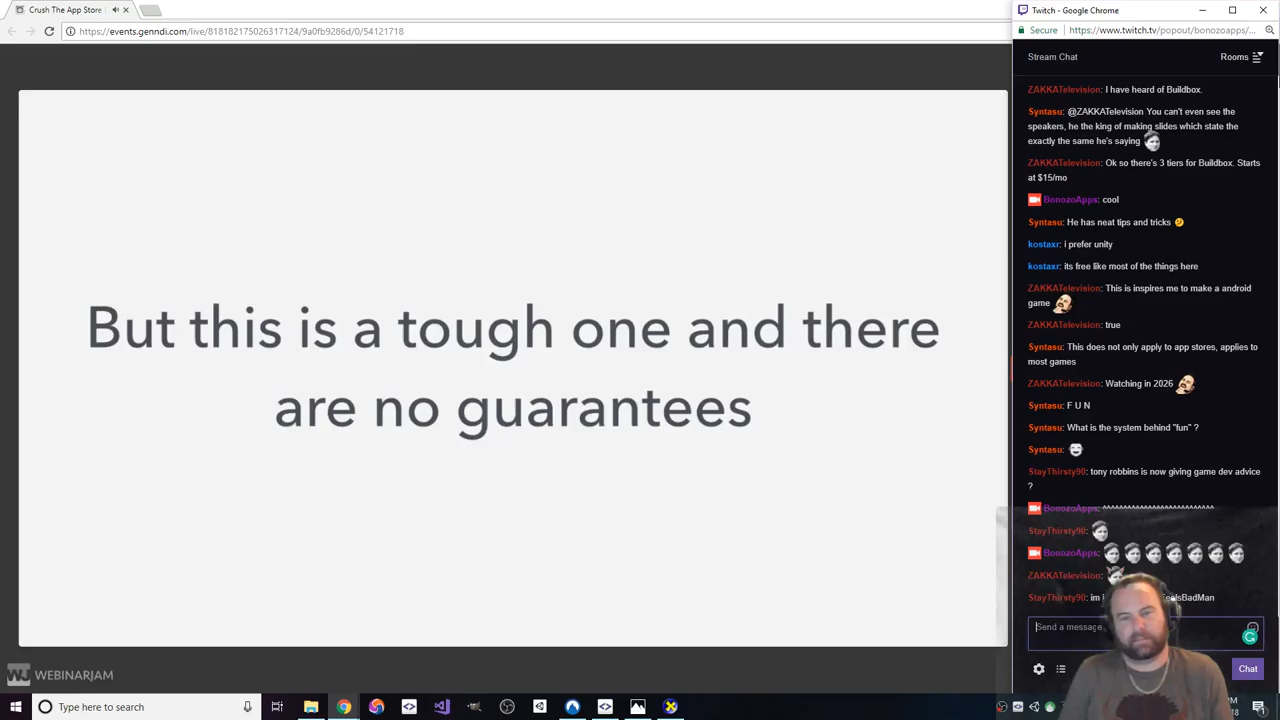 Crush The App Store
https://events.genndi.com/live/818182175026317124/9a0fb9286d/0/54121718
But this is a tough one and there
are no guarantees
WJ WEBINARJAM
Type here to search
Twitch - Google Chrome
Secure https://www.twitch.tv/popout/bonozoapps/...
Stream Chat
Rooms
ZAKKATelevision: I have heard of Buildbox.
Syntasu: @ZAKKATelevision You can't even see the
speakers, he the king of making slides which state the
exactly the same he's saying
ZAKKATelevision: Ok so there's 3 tiers for Buildbox. Starts
at $15/mo
BonozoApps: cool
Syntasu: He has neat tips and tricks
kostaxr: i prefer unity
kostaxr: its free like most of the things here
ZAKKATelevision: This is inspires me to make a android
game
ZAKKATelevision: true
Syntasu: This does not only apply to app stores, applies to
most games
ZAKKATelevision: Watching in 2026
Syntasu: F U N
Syntasu: What is the system behind "fun" ?
Syntasu:
StayThirsty90: tony robbins is now giving game dev advice
?
BonozoApps: ^^^^^^^^^^^^^^^^^^^^^^^^^^^
StayThirsty90:
BonozoApps:
ZAKKATelevision:
StayThirsty90: im
Send a message
Chat